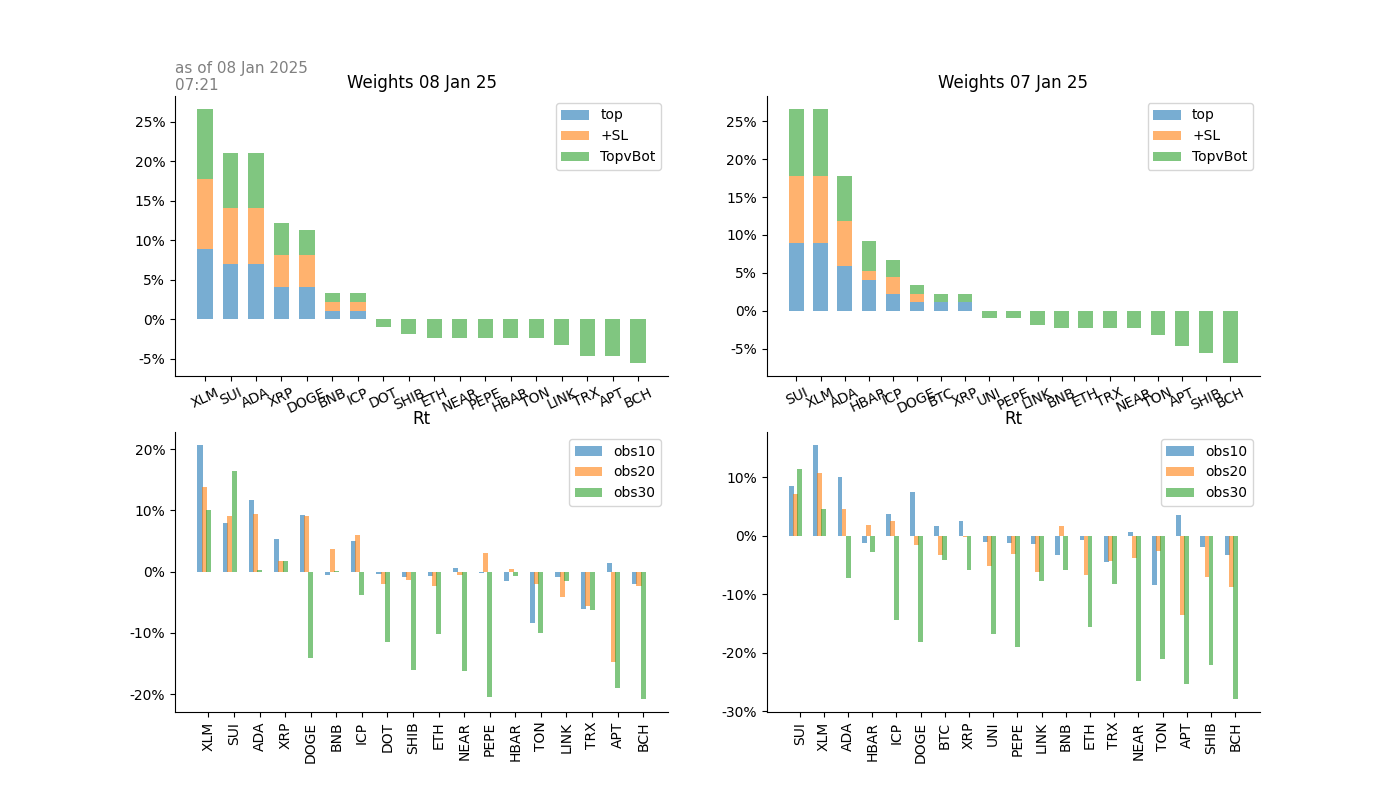 as of 08 Jan 2025
07:21
Weights 08 Jan 25
25%
20%
15%
10%
5%
0%
-5%
top
+SL
TopvBot
XLM SUI ADA XRP DOGE BNB ICP DOT SHIB ETH NEAR PEPE HBAR TON LINK TRX APT BCH
Weights 07 Jan 25
25%
20%
15%
10%
5%
0%
-5%
top
+SL
TopvBot
SUI XLM ADA HBAR ICP DOGE BTC XRP UNI PEPE LINK BNB ETH TRX NEAR TON APT SHIB BCH
Rt
20%
10%
0%
-10%
-20%
obs10
obs20
obs30
XLM SUI ADA XRP DOGE BNB ICP DOT SHIB ETH NEAR PEPE HBAR TON LINK TRX APT BCH
Rt
10%
0%
-10%
-20%
-30%
obs10
obs20
obs30
SUI XLM ADA HBAR ICP DOGE BTC XRP UNI PEPE LINK BNB ETH TRX NEAR TON APT SHIB BCH